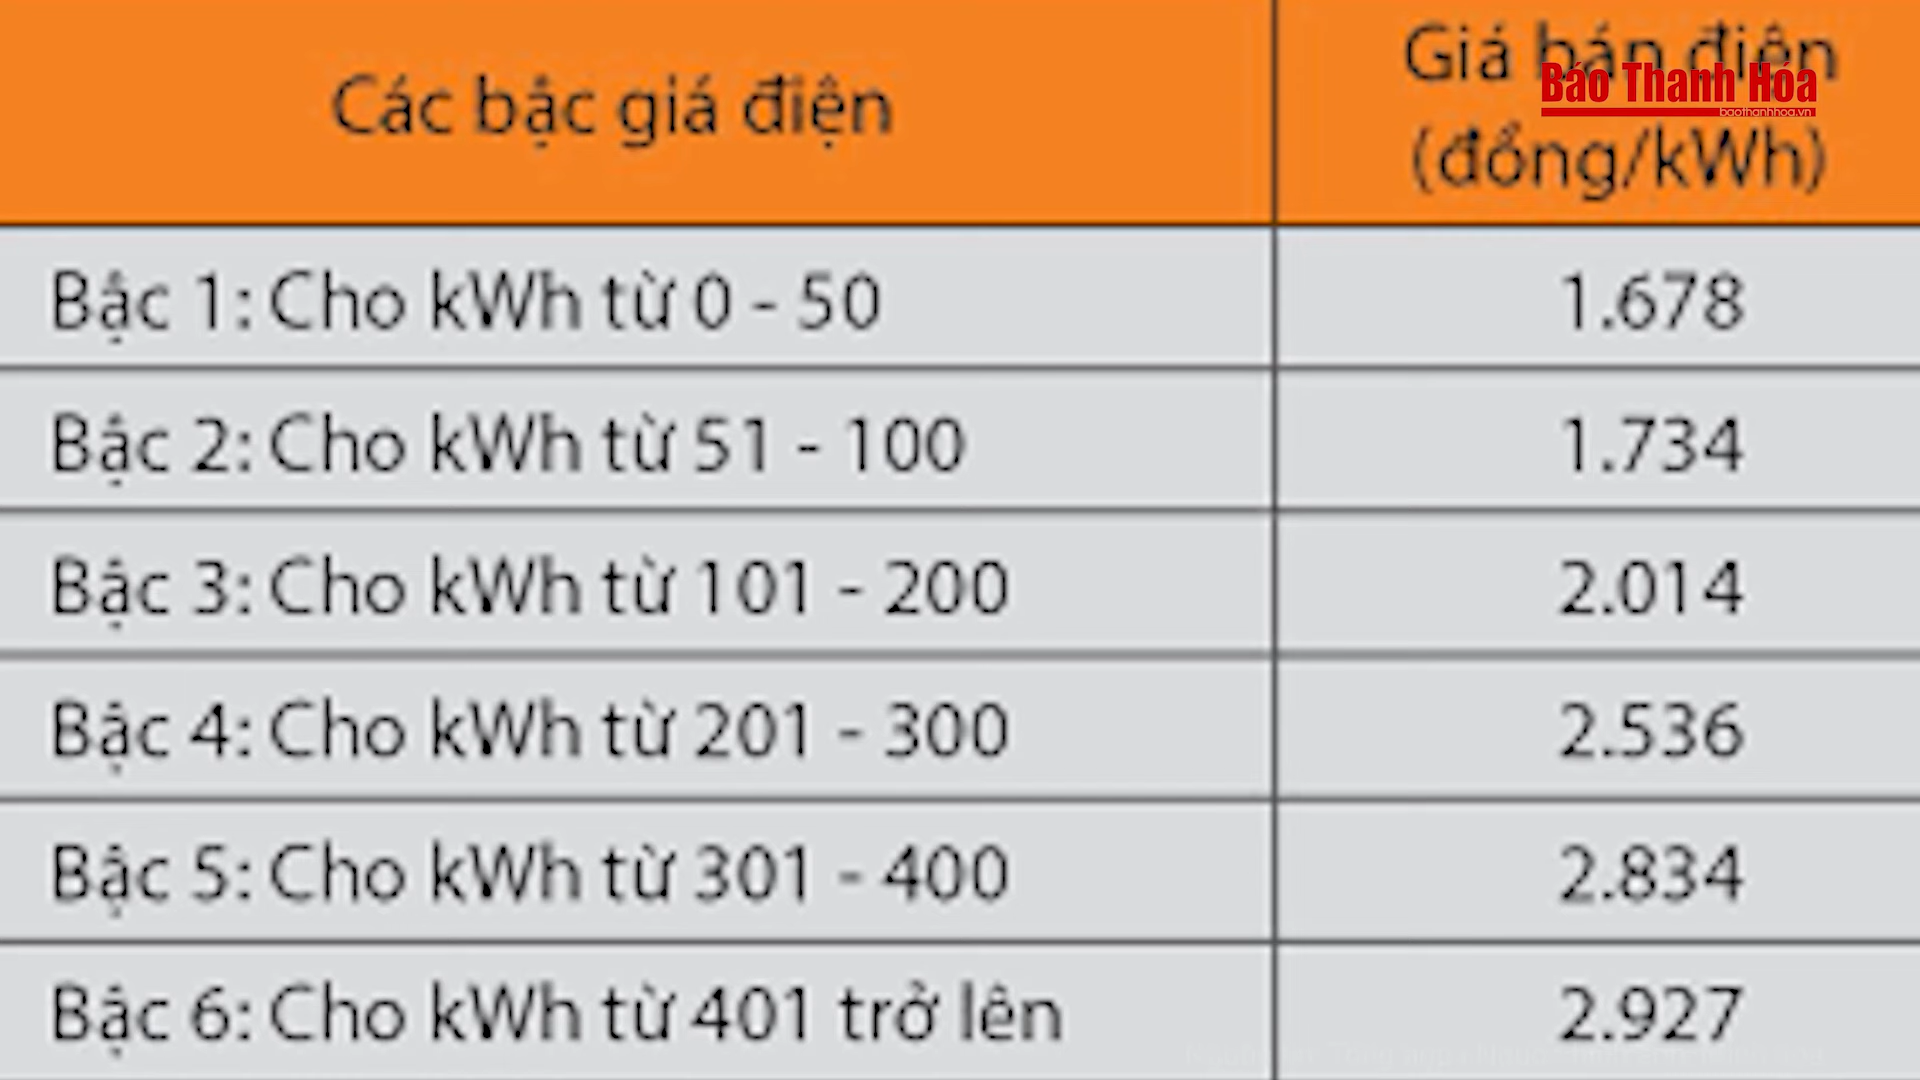 Các bậc giá điện
Giá bán điện
(đồng/kWh)
Báo Thanh Hóa
baothanhhoa.vn
Bậc 1: Cho kWh từ 0 - 50
1.678
Bậc 2: Cho kWh từ 51 - 100
1.734
Bậc 3: Cho kWh từ 101 - 200
2.014
Bậc 4: Cho kWh từ 201 - 300
2.536
Bậc 5: Cho kWh từ 301 - 400
2.834
Bậc 6: Cho kWh từ 401 trở lên
2.927